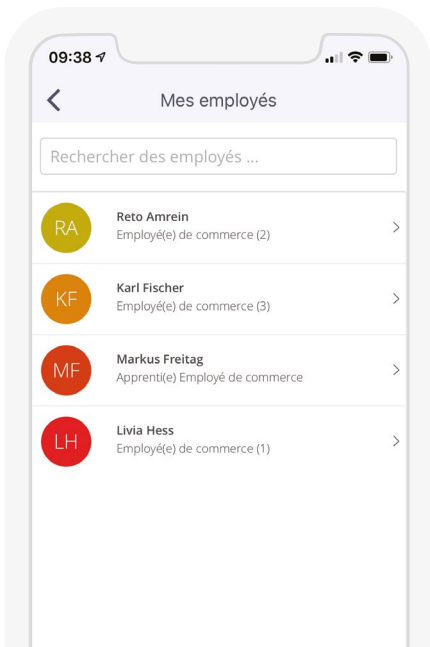 09:38
Mes employés
Rechercher des employés ...
RA
Reto Amrein
Employé(e) de commerce (2)
KF
Karl Fischer
Employé(e) de commerce (3)
MF
Markus Freitag
Apprenti(e) Employé de commerce
LH
Livia Hess
Employé(e) de commerce (1)